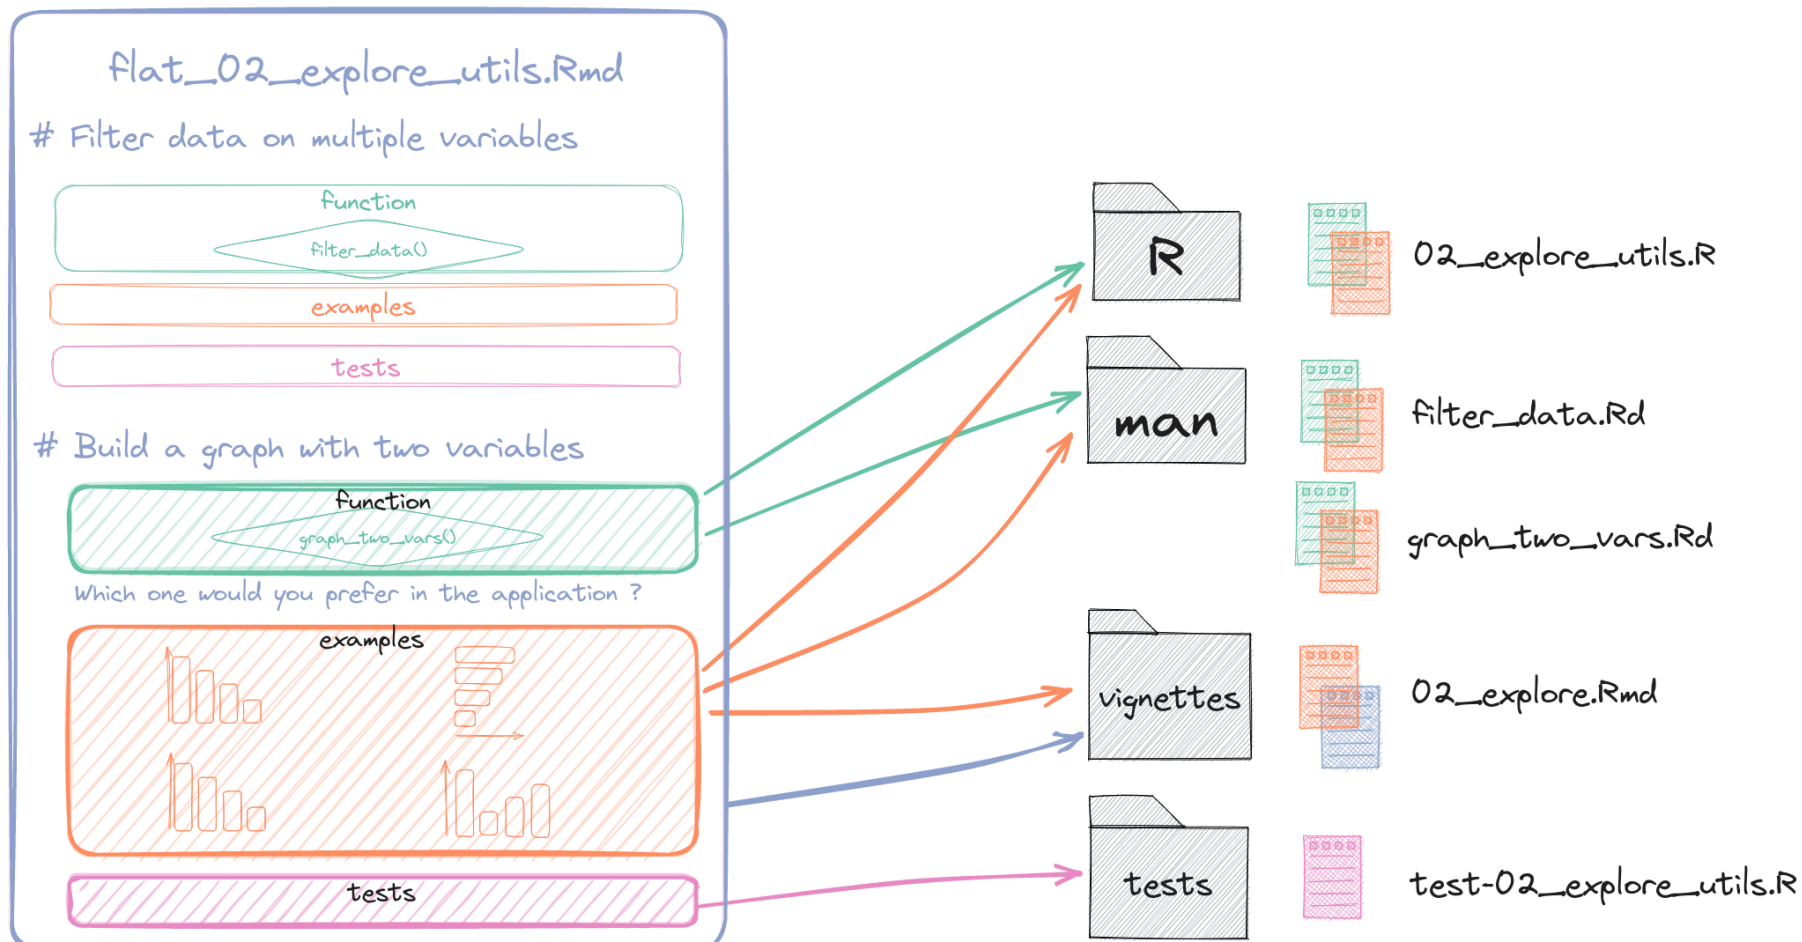 flat_02_explore_utils.Rmd
# Filter data on multiple variables
function
filter_data()
examples
tests
# Build a graph with two variables
function
graph_two_vars()
Which one would you prefer in the application ?
examples
tests
R
02_explore_utils.R
man
filter_data.Rd
graph_two_vars.Rd
vignettes
02_explore.Rmd
tests
test-02_explore_utils.R